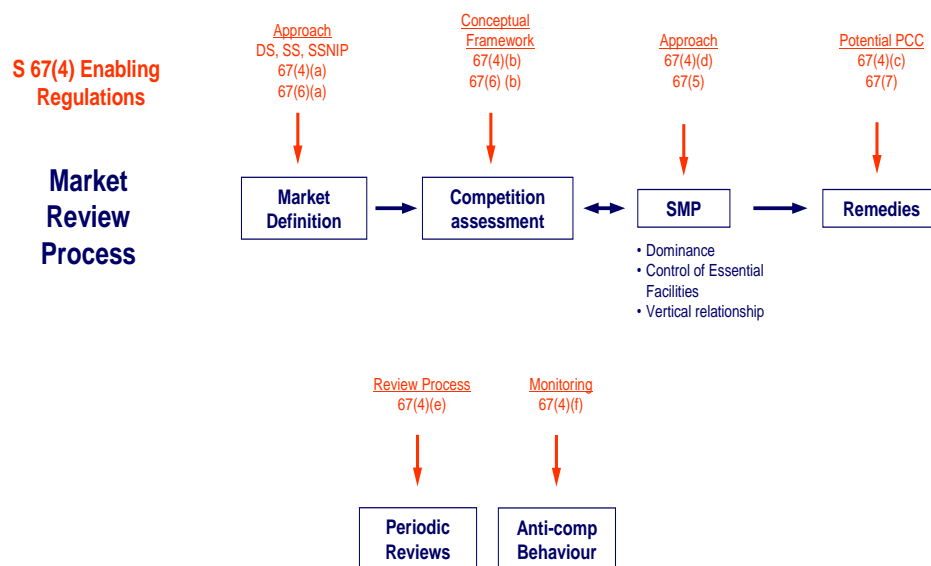 S 67(4) Enabling
Regulations
Approach
DS, SS, SSNIP
67(4)(a)
67(6)(a)
Conceptual
Framework
67(4)(b)
67(6) (b)
Approach
67(4)(d)
67(5)
Potential PCC
67(4)(c)
67(7)
Market
Review
Process
Market
Definition
Competition
assessment
SMP
Remedies
• Dominance
• Control of Essential
Facilities
• Vertical relationship
Review Process
67(4)(e)
Monitoring
67(4)(f)
Periodic
Reviews
Anti-comp
Behaviour